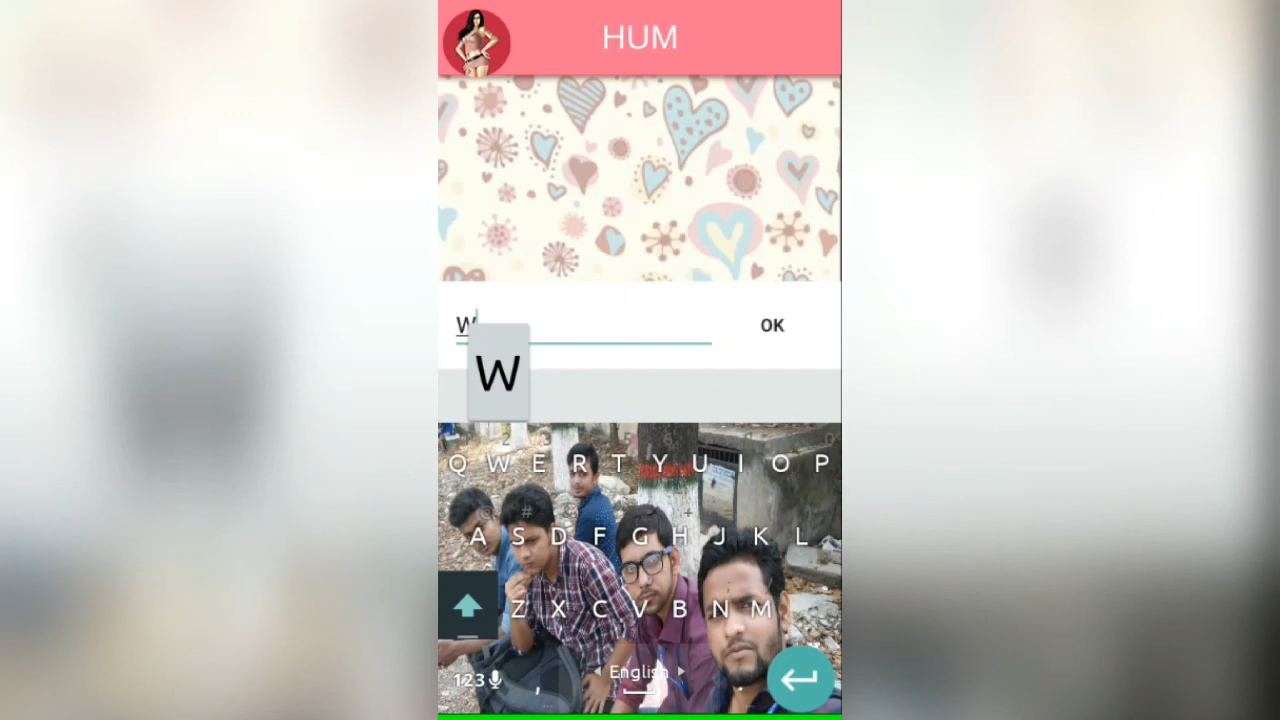 HUM
W
OK
W
Q W E R T Y U I O P
@ #
+
A S D F G H J K L
Z X C V B N M
123 , English .